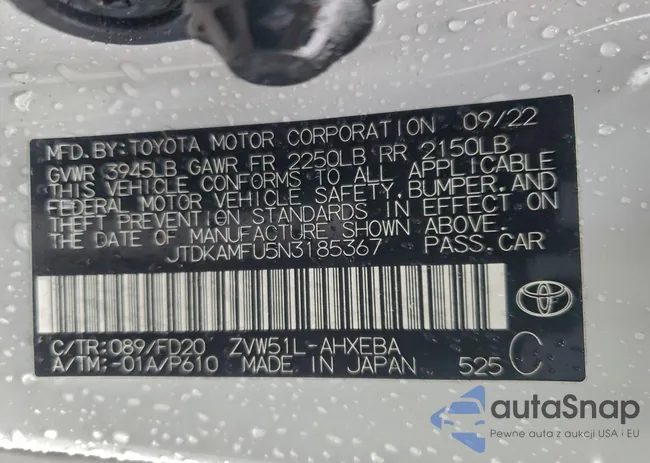 MFD. BY: TOYOTA MOTOR CORPORATION 09/22
GVWR 3945LB GAWR FR 2250LB RR 2150LB
THIS VEHICLE CONFORMS TO ALL APPLICABLE
FEDERAL MOTOR VEHICLE SAFETY, BUMPER, AND
THEFT PREVENTION STANDARDS IN EFFECT ON
THE DATE OF MANUFACTURE SHOWN ABOVE.
JTDKAMFU5N3185367 PASS. CAR
C/TR: 089/FD20 ZVW51L-AHXEBA
A/TM: -01A/P610 MADE IN JAPAN 525 C
autaSnap
Pewne auta z aukcji USA i EU